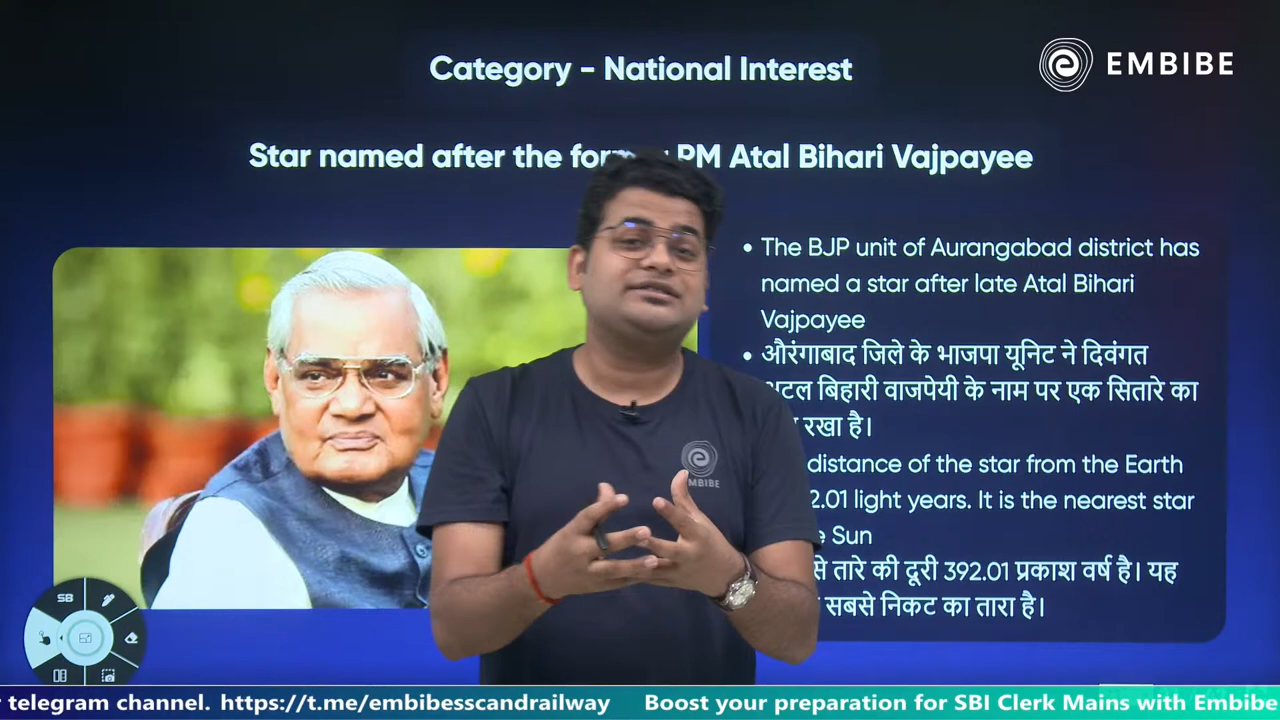 Category - National Interest
EMBIBE
Star named after the PM Atal Bihari Vajpayee
The BJP unit of Aurangabad district has
named a star after late Atal Bihari
Vajpayee
औरंगाबाद जिले के भाजपा यूनिट ने दिवंगत
बिहारी वाजपेयी के नाम पर एक सितारे का
रखा है।
distance of the star from the Earth
light years. It is the nearest star
Sun
से तारे की दूरी 392.01 प्रकाश वर्ष है। यह
सबसे निकट का तारा है।
EMBIBE
SB
telegram channel. https://t.me/embibesscandrailway Boost your preparation for SBI Clerk Mains with Embibe